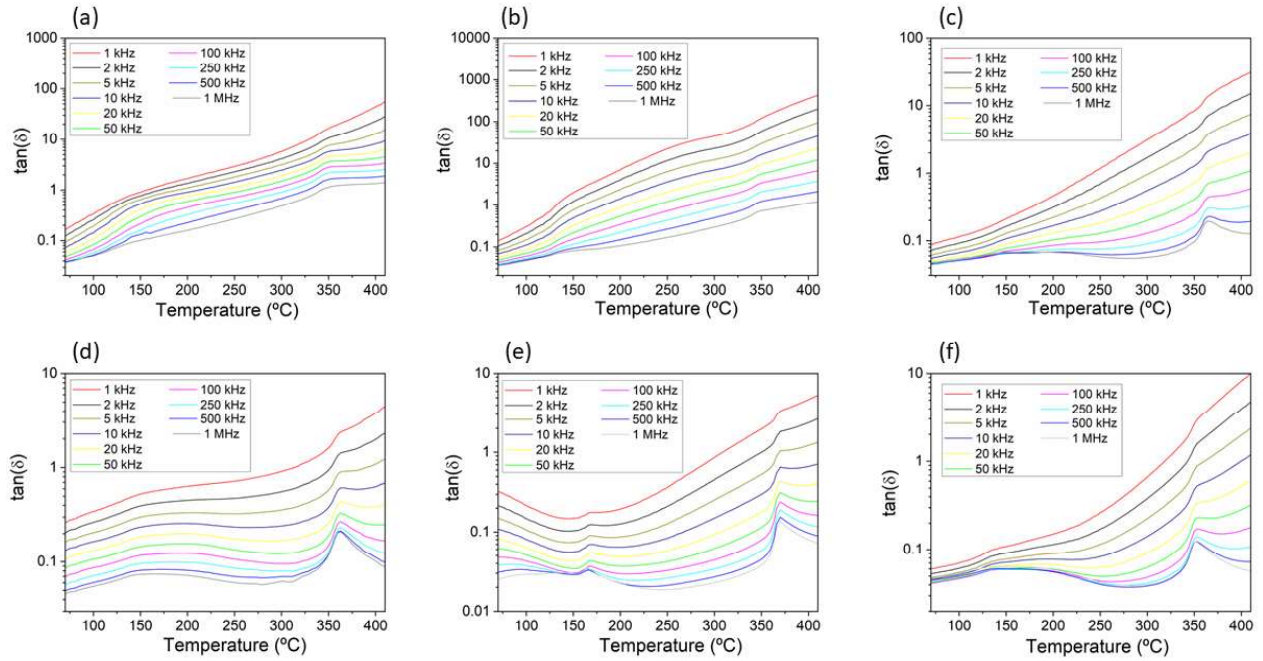 (a)
1000
100
10
1
0.1
tan(δ)
1 kHz
2 kHz
5 kHz
10 kHz
20 kHz
50 kHz
100 kHz
250 kHz
500 kHz
1 MHz
100 150 200 250 300 350 400
Temperature (ºC)
(b)
10000
1000
100
10
1
0.1
tan(δ)
1 kHz
2 kHz
5 kHz
10 kHz
20 kHz
50 kHz
100 kHz
250 kHz
500 kHz
1 MHz
100 150 200 250 300 350 400
Temperature (ºC)
(c)
100
10
1
0.1
tan(δ)
1 kHz
2 kHz
5 kHz
10 kHz
20 kHz
50 kHz
100 kHz
250 kHz
500 kHz
1 MHz
100 150 200 250 300 350 400
Temperature (ºC)
(d)
10
1
0.1
tan(δ)
1 kHz
2 kHz
5 kHz
10 kHz
20 kHz
50 kHz
100 kHz
250 kHz
500 kHz
1 MHz
100 150 200 250 300 350 400
Temperature (ºC)
(e)
10
1
0.1
0.01
tan(δ)
1 kHz
2 kHz
5 kHz
10 kHz
20 kHz
50 kHz
100 kHz
250 kHz
500 kHz
1 MHz
100 150 200 250 300 350 400
Temperature (ºC)
(f)
10
1
0.1
tan(δ)
1 kHz
2 kHz
5 kHz
10 kHz
20 kHz
50 kHz
100 kHz
250 kHz
500 kHz
1 MHz
100 150 200 250 300 350 400
Temperature (ºC)